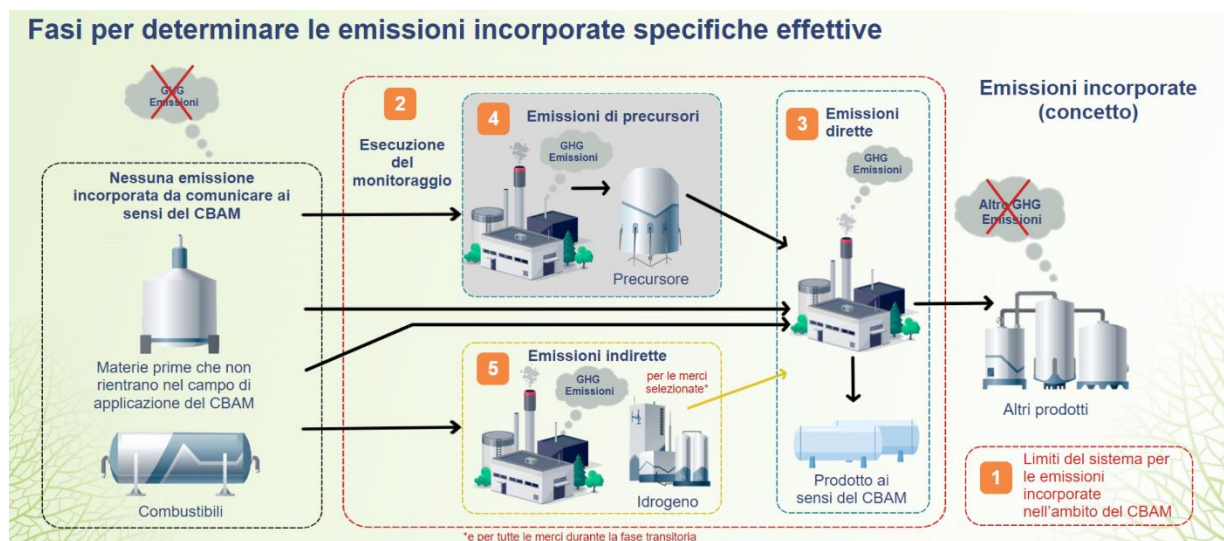 Fasi per determinare le emissioni incorporate specifiche effettive
GHG
Emissioni
Nessuna emissione
incorporata da comunicare ai
sensi del CBAM
Materie prime che non
rientrano nel campo di
applicazione del CBAM
Combustibili
2
Esecuzione
del
monitoraggio
4
Emissioni di precursori
GHG
Emissioni
Precursore
5
Emissioni indirette
GHG
Emissioni
per le merci
selezionate*
H2
Idrogeno
3
Emissioni
dirette
GHG
Emissioni
Prodotto ai
sensi del CBAM
*e per tutte le merci durante la fase transitoria
Emissioni incorporate
(concetto)
Altro GHG
Emissioni
Altri prodotti
1
Limiti del sistema per
le emissioni
incorporate
nell'ambito del CBAM